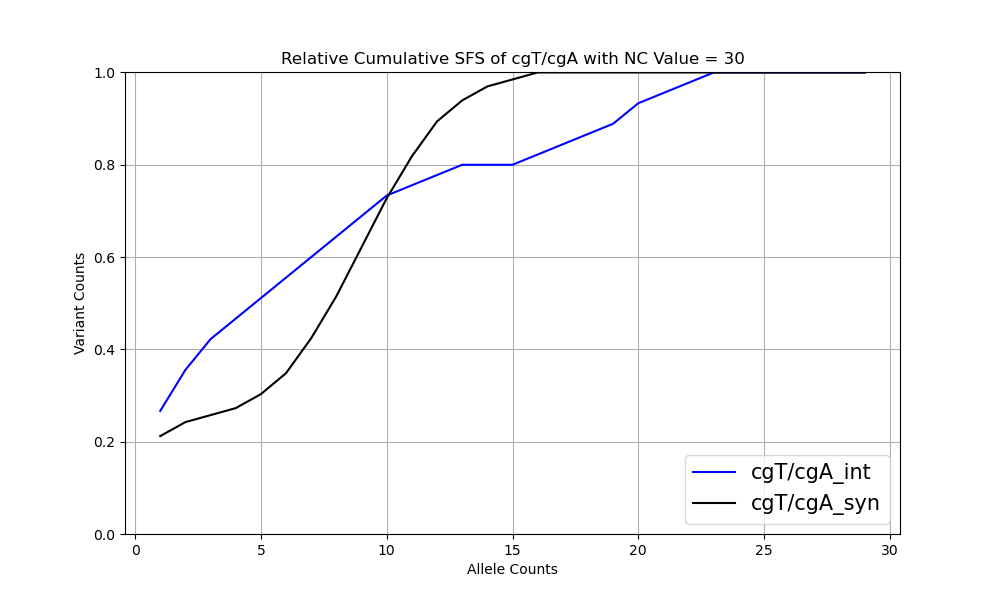 Relative Cumulative SFS of cgT/cgA with NC Value = 30
Variant Counts
1.0
0.8
0.6
0.4
0.2
0.0
0 5 10 15 20 25 30
Allele Counts
cgT/cgA_int
cgT/cgA_syn